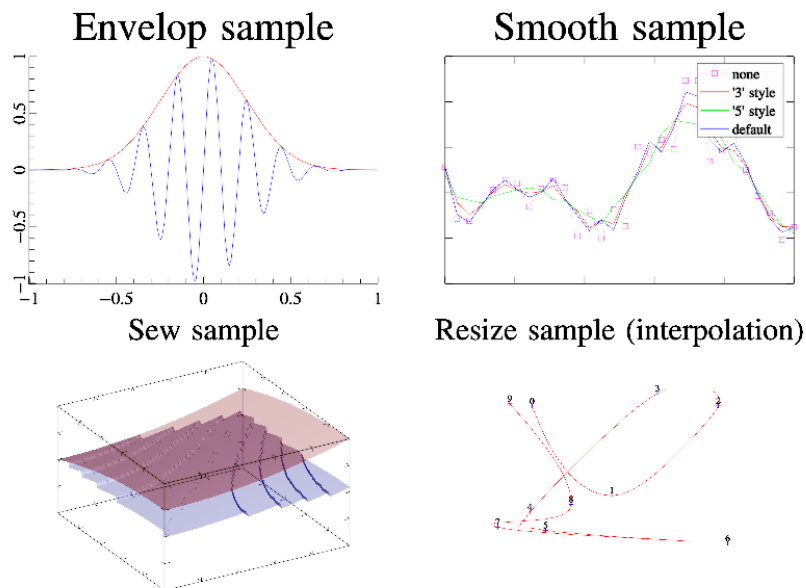 Envelop sample
1
0.5
0
−0.5
−1
−1
−0.5
0
0.5
1
Smooth sample
none
'3' style
'5' style
default
Sew sample
Resize sample (interpolation)
9
0
3
2
1
8
4
7
5
6